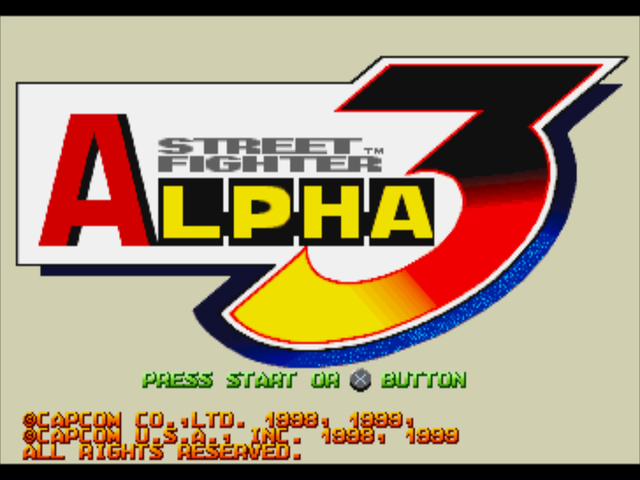 STREET
FIGHTER™
ALPHA 3
PRESS START OR Ⓧ BUTTON
©CAPCOM CO.,LTD. 1998, 1999,
©CAPCOM U.S.A., INC. 1998, 1999
ALL RIGHTS RESERVED.